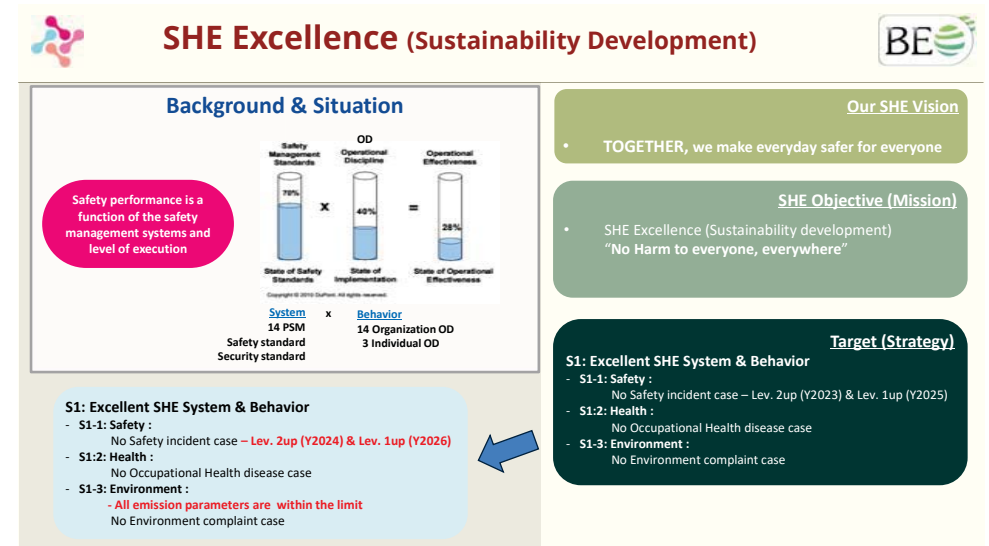 SHE Excellence (Sustainability Development)
BE
Background & Situation
OD
Safety
Management
Standards
Operational
Discipline
Operational
Effectiveness
70%
x
40%
=
28%
Safety performance is a
function of the safety
management systems and
level of execution
State of Safety
Standards
State of
Implementation
State of Operational
Effectiveness
Copyright © 2010 DuPont. All rights reserved.
System x Behavior
14 PSM 14 Organization OD
Safety standard 3 Individual OD
Security standard
Our SHE Vision
• TOGETHER, we make everyday safer for everyone
SHE Objective (Mission)
• SHE Excellence (Sustainability development)
“No Harm to everyone, everywhere”
Target (Strategy)
S1: Excellent SHE System & Behavior
- S1-1: Safety :
No Safety incident case – Lev. 2up (Y2023) & Lev. 1up (Y2025)
- S1:2: Health :
No Occupational Health disease case
- S1-3: Environment :
No Environment complaint case
S1: Excellent SHE System & Behavior
- S1-1: Safety :
No Safety incident case – Lev. 2up (Y2024) & Lev. 1up (Y2026)
- S1:2: Health :
No Occupational Health disease case
- S1-3: Environment :
- All emission parameters are within the limit
No Environment complaint case